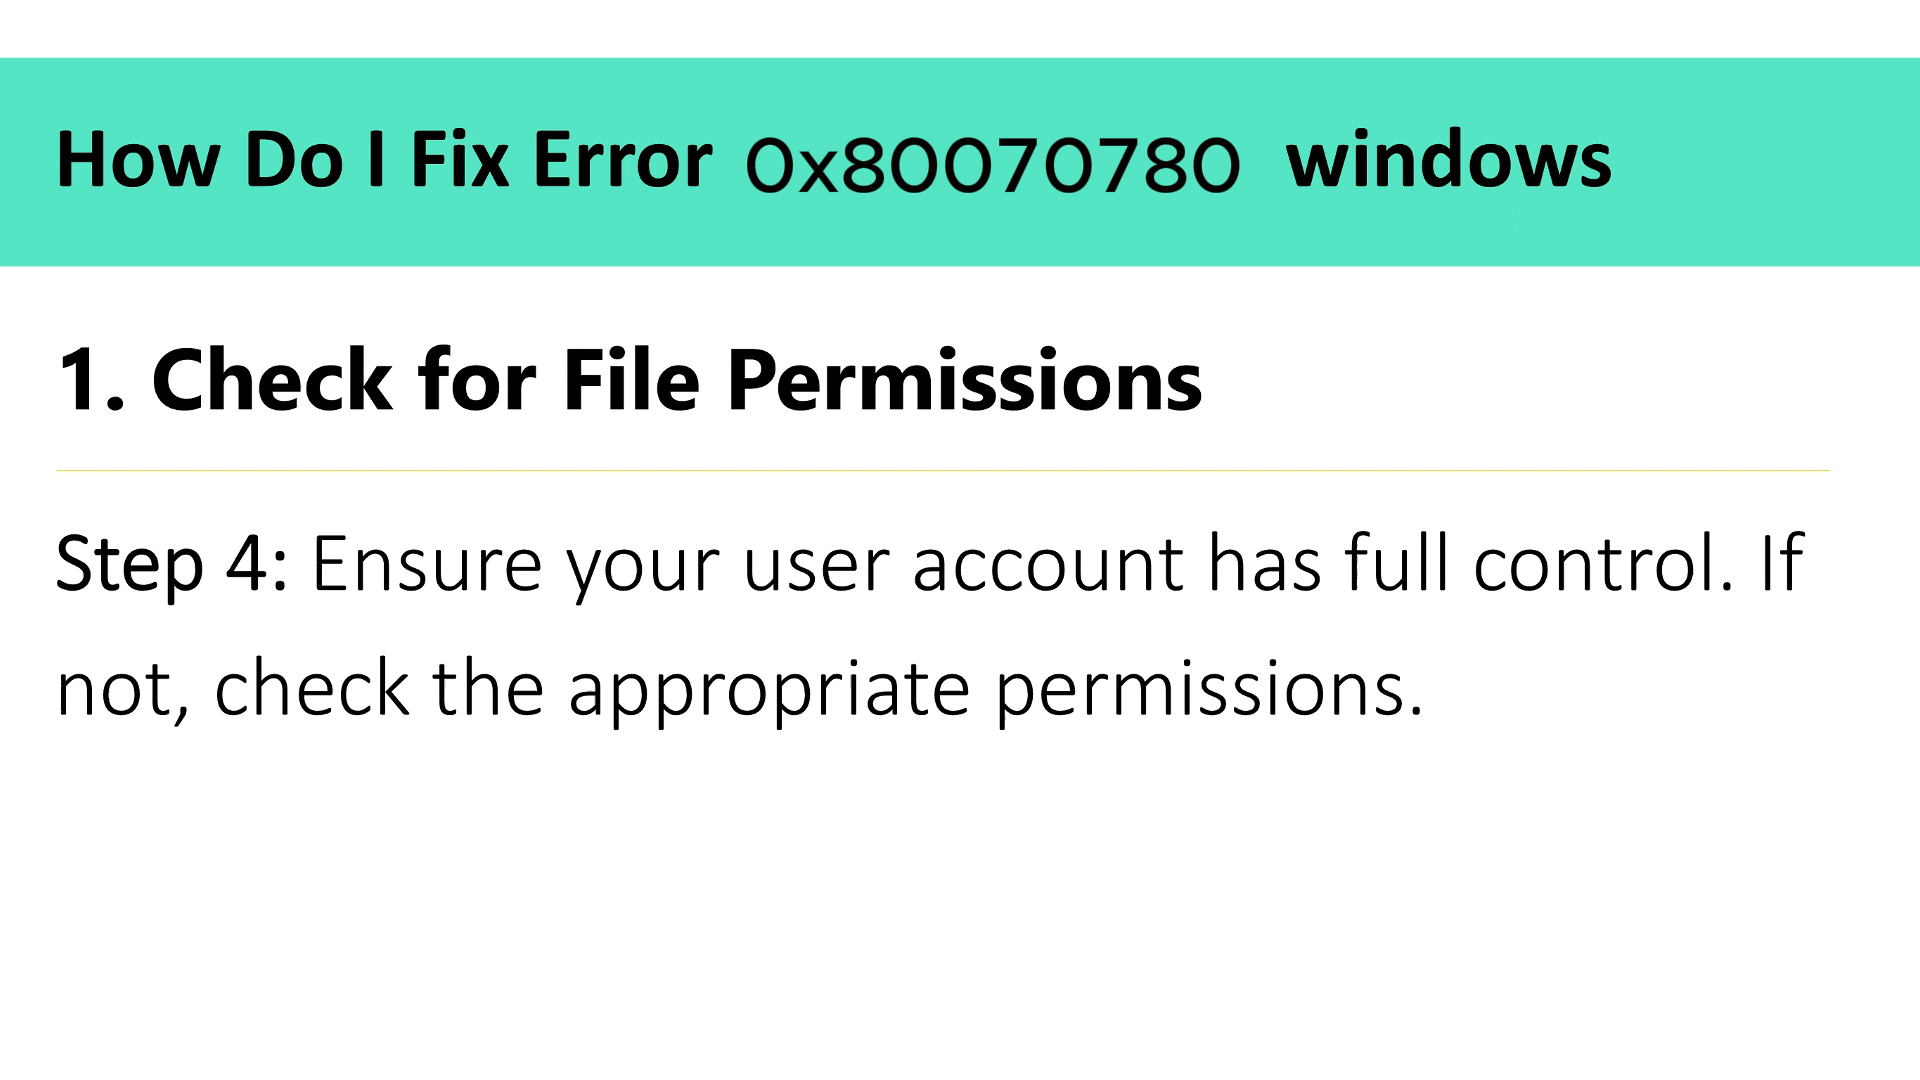 How Do I Fix Error 0x80070780 windows
1. Check for File Permissions
Step 4: Ensure your user account has full control. If
not, check the appropriate permissions.